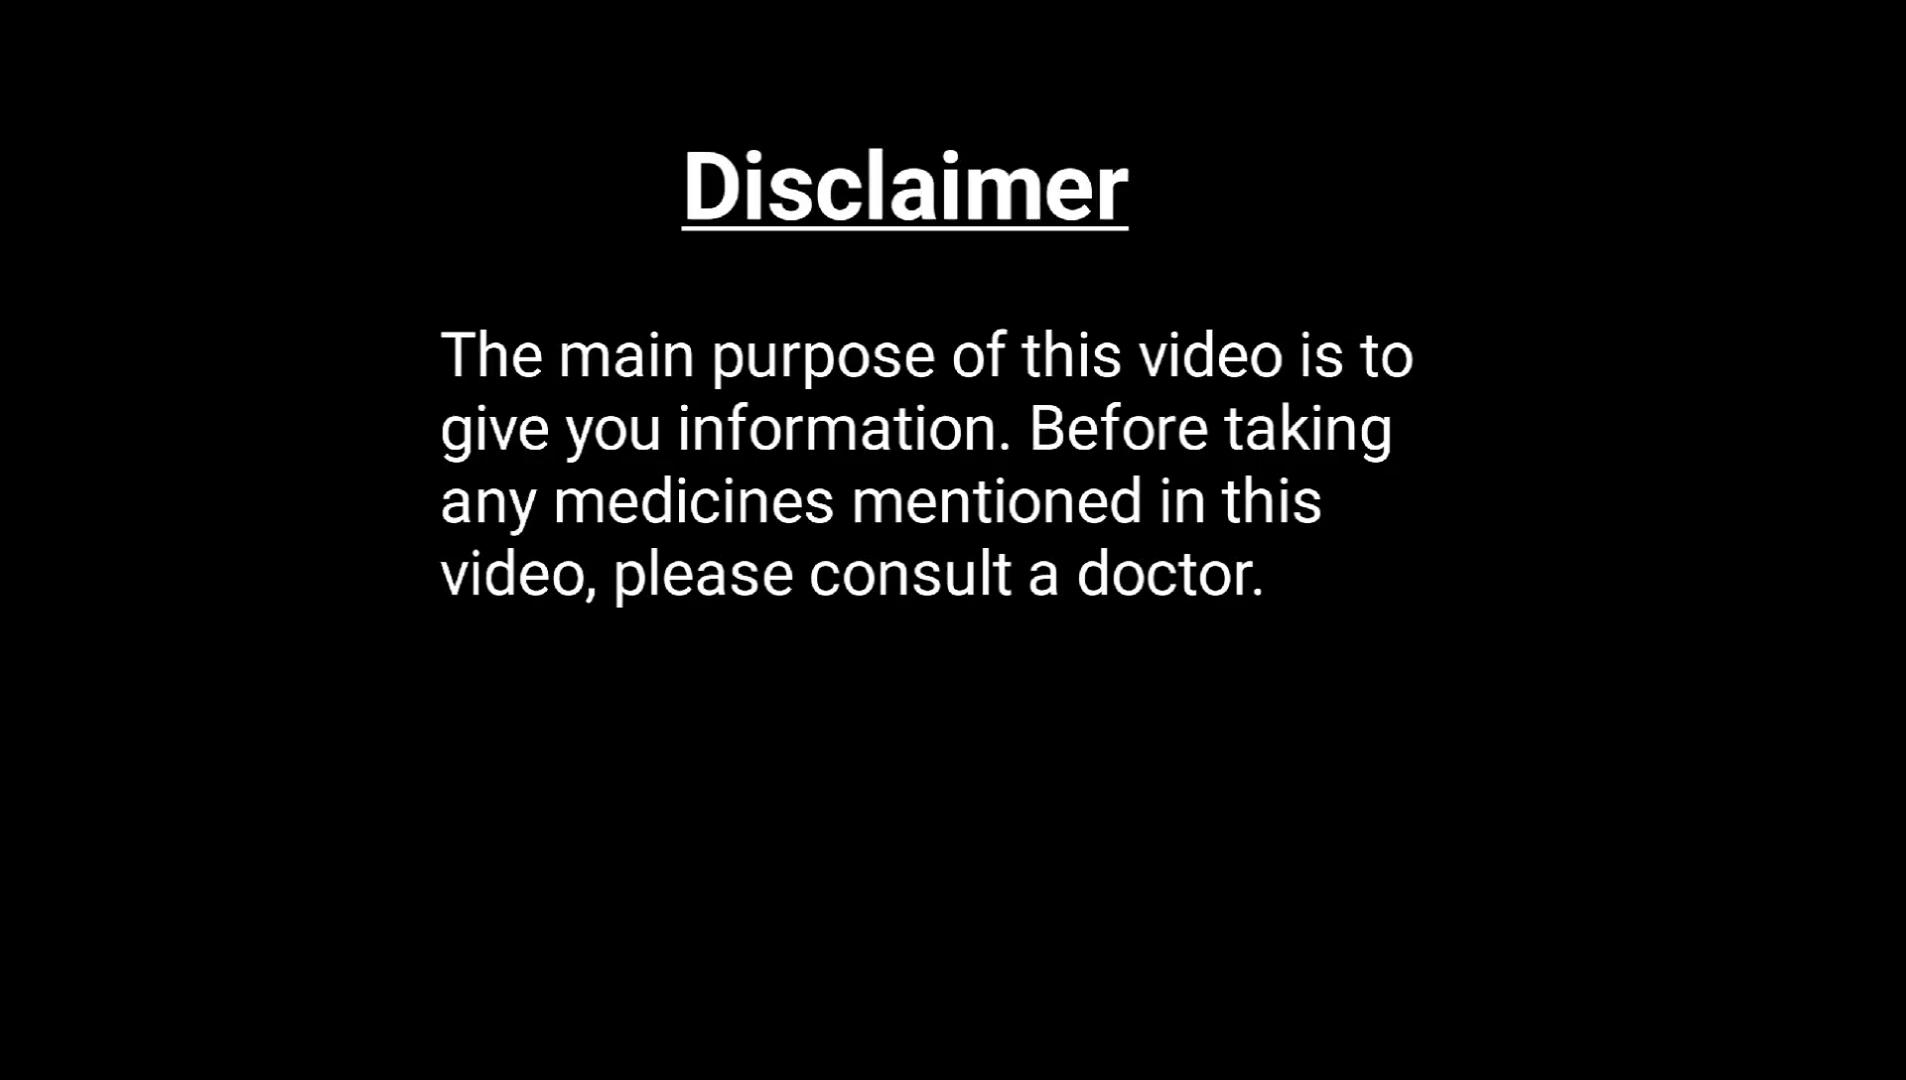 Disclaimer
The main purpose of this video is to
give you information. Before taking
any medicines mentioned in this
video, please consult a doctor.